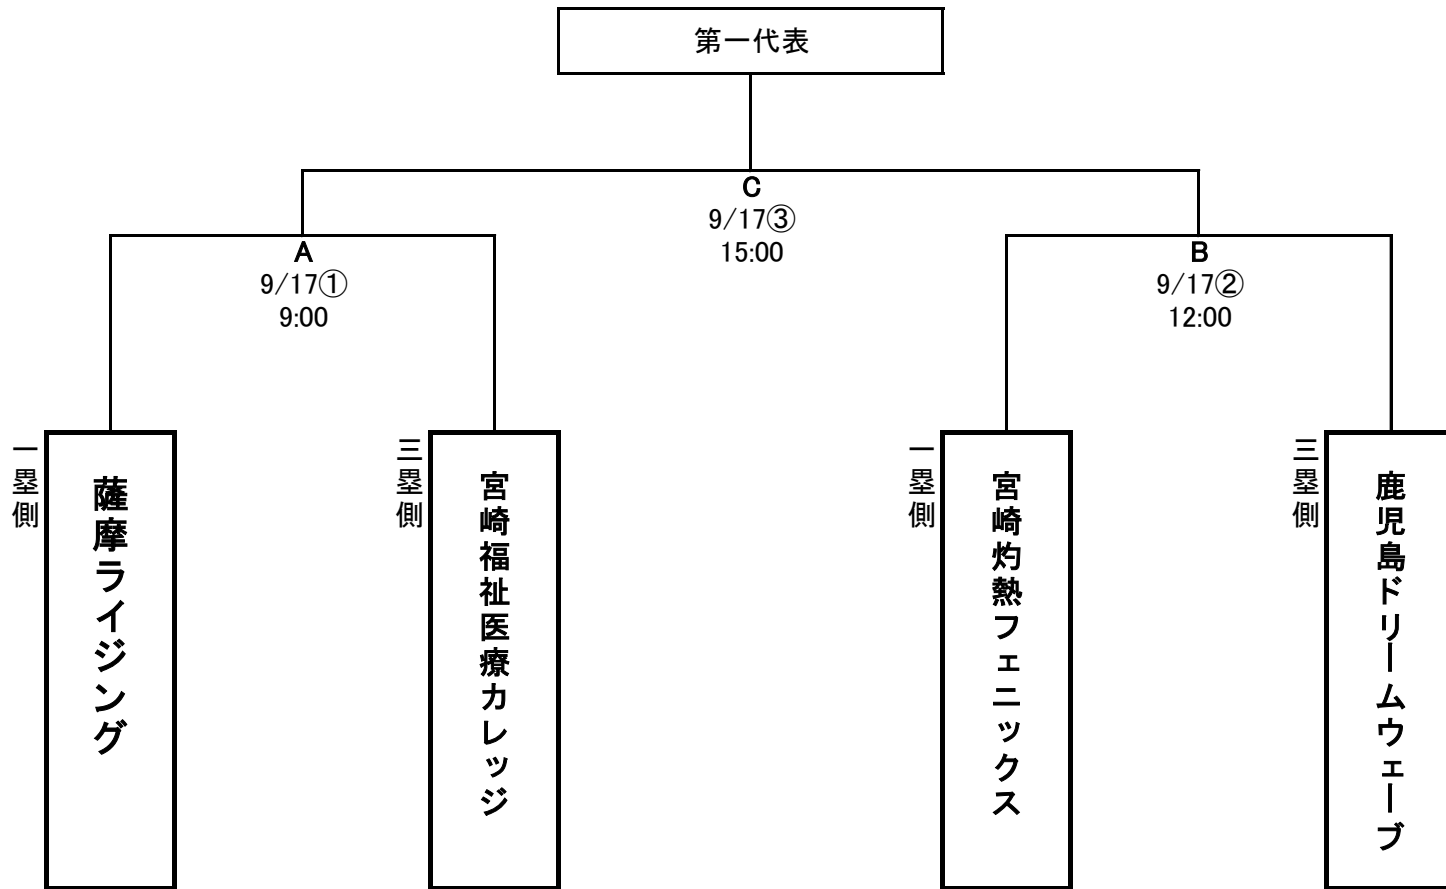 第一代表
C
9/17③
15:00
A
9/17①
9:00
B
9/17②
12:00
一塁側
薩摩ライジング
三塁側
宮崎福祉医療カレッジ
一塁側
宮崎灼熱フェニックス
三塁側
鹿児島ドリームウェーブ